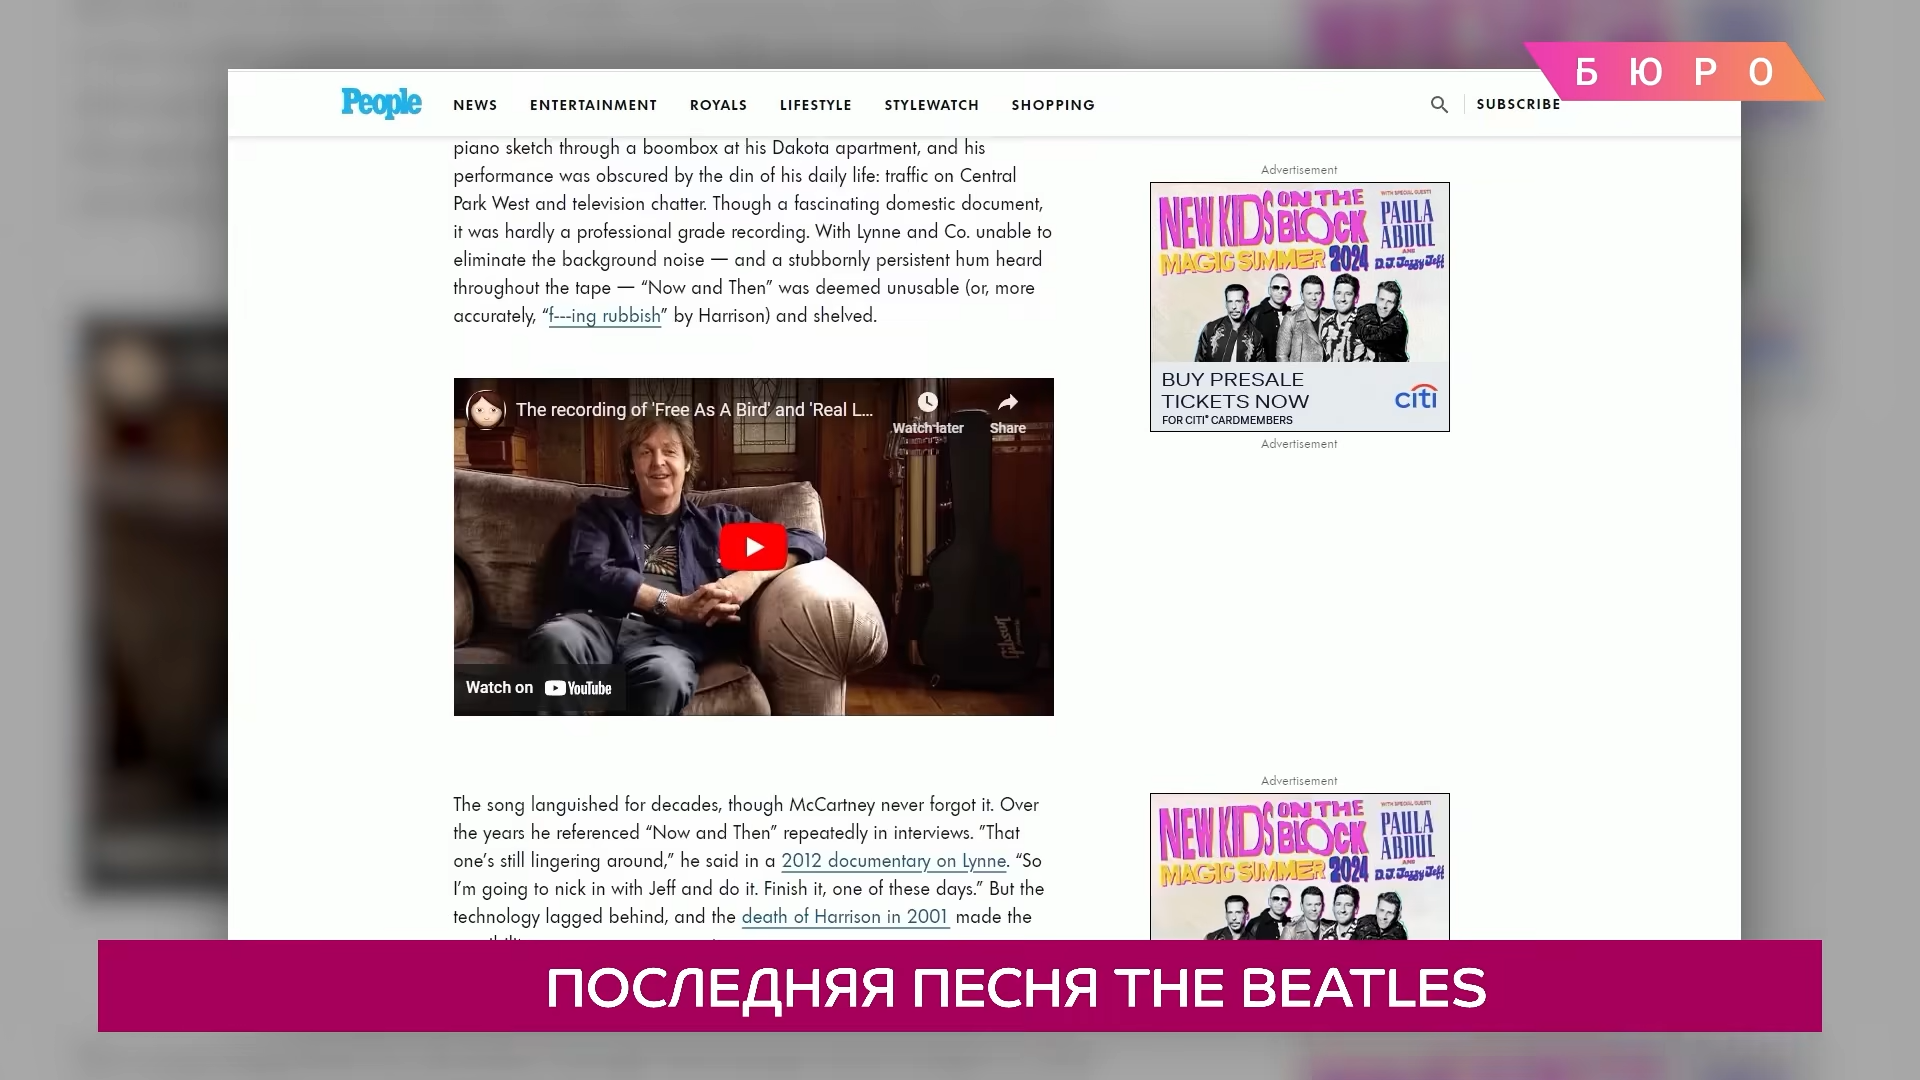 БЮРО
People
NEWS ENTERTAINMENT ROYALS LIFESTYLE STYLEWATCH SHOPPING
SUBSCRIBE
piano sketch through a boombox at his Dakota apartment, and his
performance was obscured by the din of his daily life: traffic on Central
Park West and television chatter. Though a fascinating domestic document,
it was hardly a professional grade recording. With Lynne and Co. unable to
eliminate the background noise — and a stubbornly persistent hum heard
throughout the tape — “Now and Then” was deemed unusable (or, more
accurately, “f---ing rubbish” by Harrison) and shelved.
The recording of 'Free As A Bird' and 'Real L...
Watch later
Share
Gibson
Watch on YouTube
The song languished for decades, though McCartney never forgot it. Over
the years he referenced “Now and Then” repeatedly in interviews. ”That
one’s still lingering around,” he said in a 2012 documentary on Lynne. “So
I’m going to nick in with Jeff and do it. Finish it, one of these days.” But the
technology lagged behind, and the death of Harrison in 2001 made the
Advertisement
NEW KIDS ON THE BLOCK
MAGIC SUMMER 2024
WITH SPECIAL GUESTS
PAULA
ABDUL
AND
D.J. Jazzy Jeff
BUY PRESALE
TICKETS NOW
FOR CITI® CARDMEMBERS
citi
Advertisement
Advertisement
NEW KIDS ON THE BLOCK
MAGIC SUMMER 2024
WITH SPECIAL GUESTS
PAULA
ABDUL
AND
D.J. Jazzy Jeff
ПОСЛЕДНЯЯ ПЕСНЯ THE BEATLES